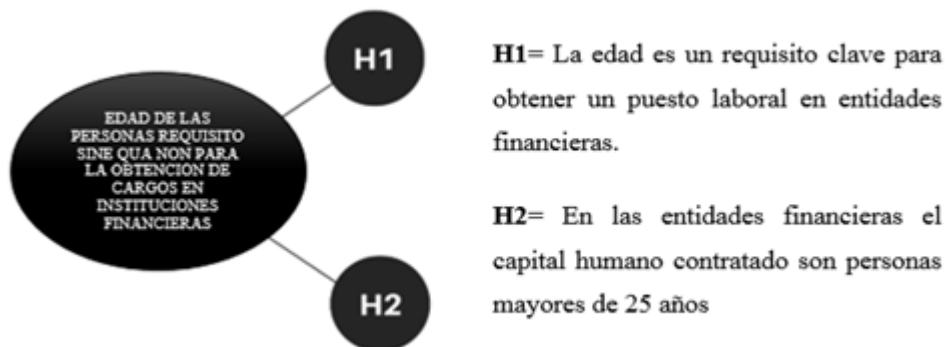 H1
EDAD DE LAS
PERSONAS REQUISITO
SINE QUA NON PARA
LA OBTENCIÓN DE
CARGOS EN
INSTITUCIONES
FINANCIERAS
H2
H1= La edad es un requisito clave para
obtener un puesto laboral en entidades
financieras.
H2= En las entidades financieras el
capital humano contratado son personas
mayores de 25 años